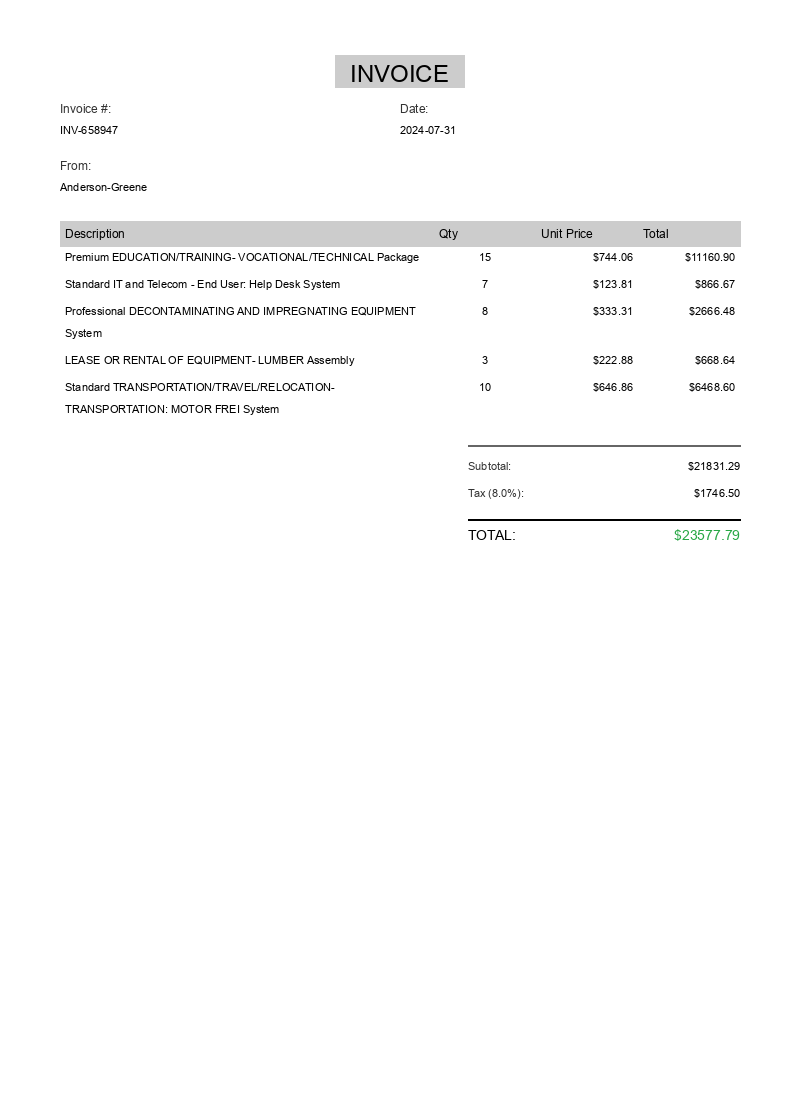 INVOICE
Invoice #: Date:
INV-658947 2024-07-31
From:
Anderson-Greene
Description Qty Unit Price Total
Premium EDUCATION/TRAINING- VOCATIONAL/TECHNICAL Package 15 $744.06 $11160.90
Standard IT and Telecom - End User: Help Desk System 7 $123.81 $866.67
Professional DECONTAMINATING AND IMPREGNATING EQUIPMENT 8 $333.31 $2666.48
System
LEASE OR RENTAL OF EQUIPMENT- LUMBER Assembly 3 $222.88 $668.64
Standard TRANSPORTATION/TRAVEL/RELOCATION- 10 $646.86 $6468.60
TRANSPORTATION: MOTOR FREI System
Subtotal: $21831.29
Tax (8.0%): $1746.50
TOTAL: $23577.79